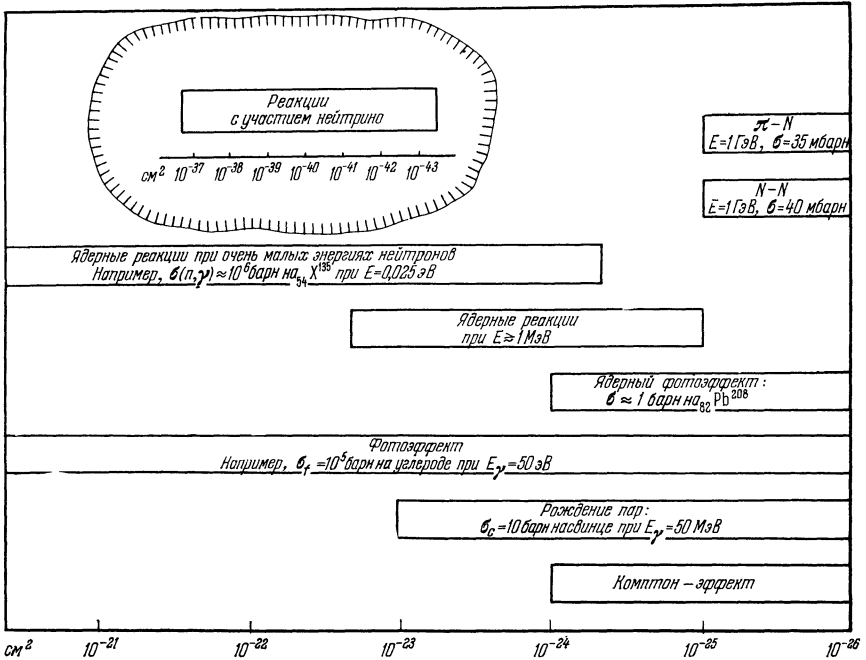 Реакции
с участием нейтрино
см² 10⁻³⁷ 10⁻³⁸ 10⁻³⁹ 10⁻⁴⁰ 10⁻⁴¹ 10⁻⁴² 10⁻⁴³
π–N
E=1 ГэВ, σ=35 мбарн
N–N
E=1 ГэВ, σ=40 мбарн
Ядерные реакции при очень малых энергиях нейтронов
Например, σ(n,γ)≈10⁶ барн на ₅₄X¹³⁵ при E=0,025 эВ
Ядерные реакции
при E≳1 МэВ
Ядерный фотоэффект:
σ≈1 барн на ₈₂Pb²⁰⁸
Фотоэффект
Например, σ_f=10⁵ барн на углероде при E_γ=50 эВ
Рождение пар:
σ_c=10 барн насвинце при E_γ=50 МэВ
Комптон–эффект
см² 10⁻²¹ 10⁻²² 10⁻²³ 10⁻²⁴ 10⁻²⁵ 10⁻²⁶